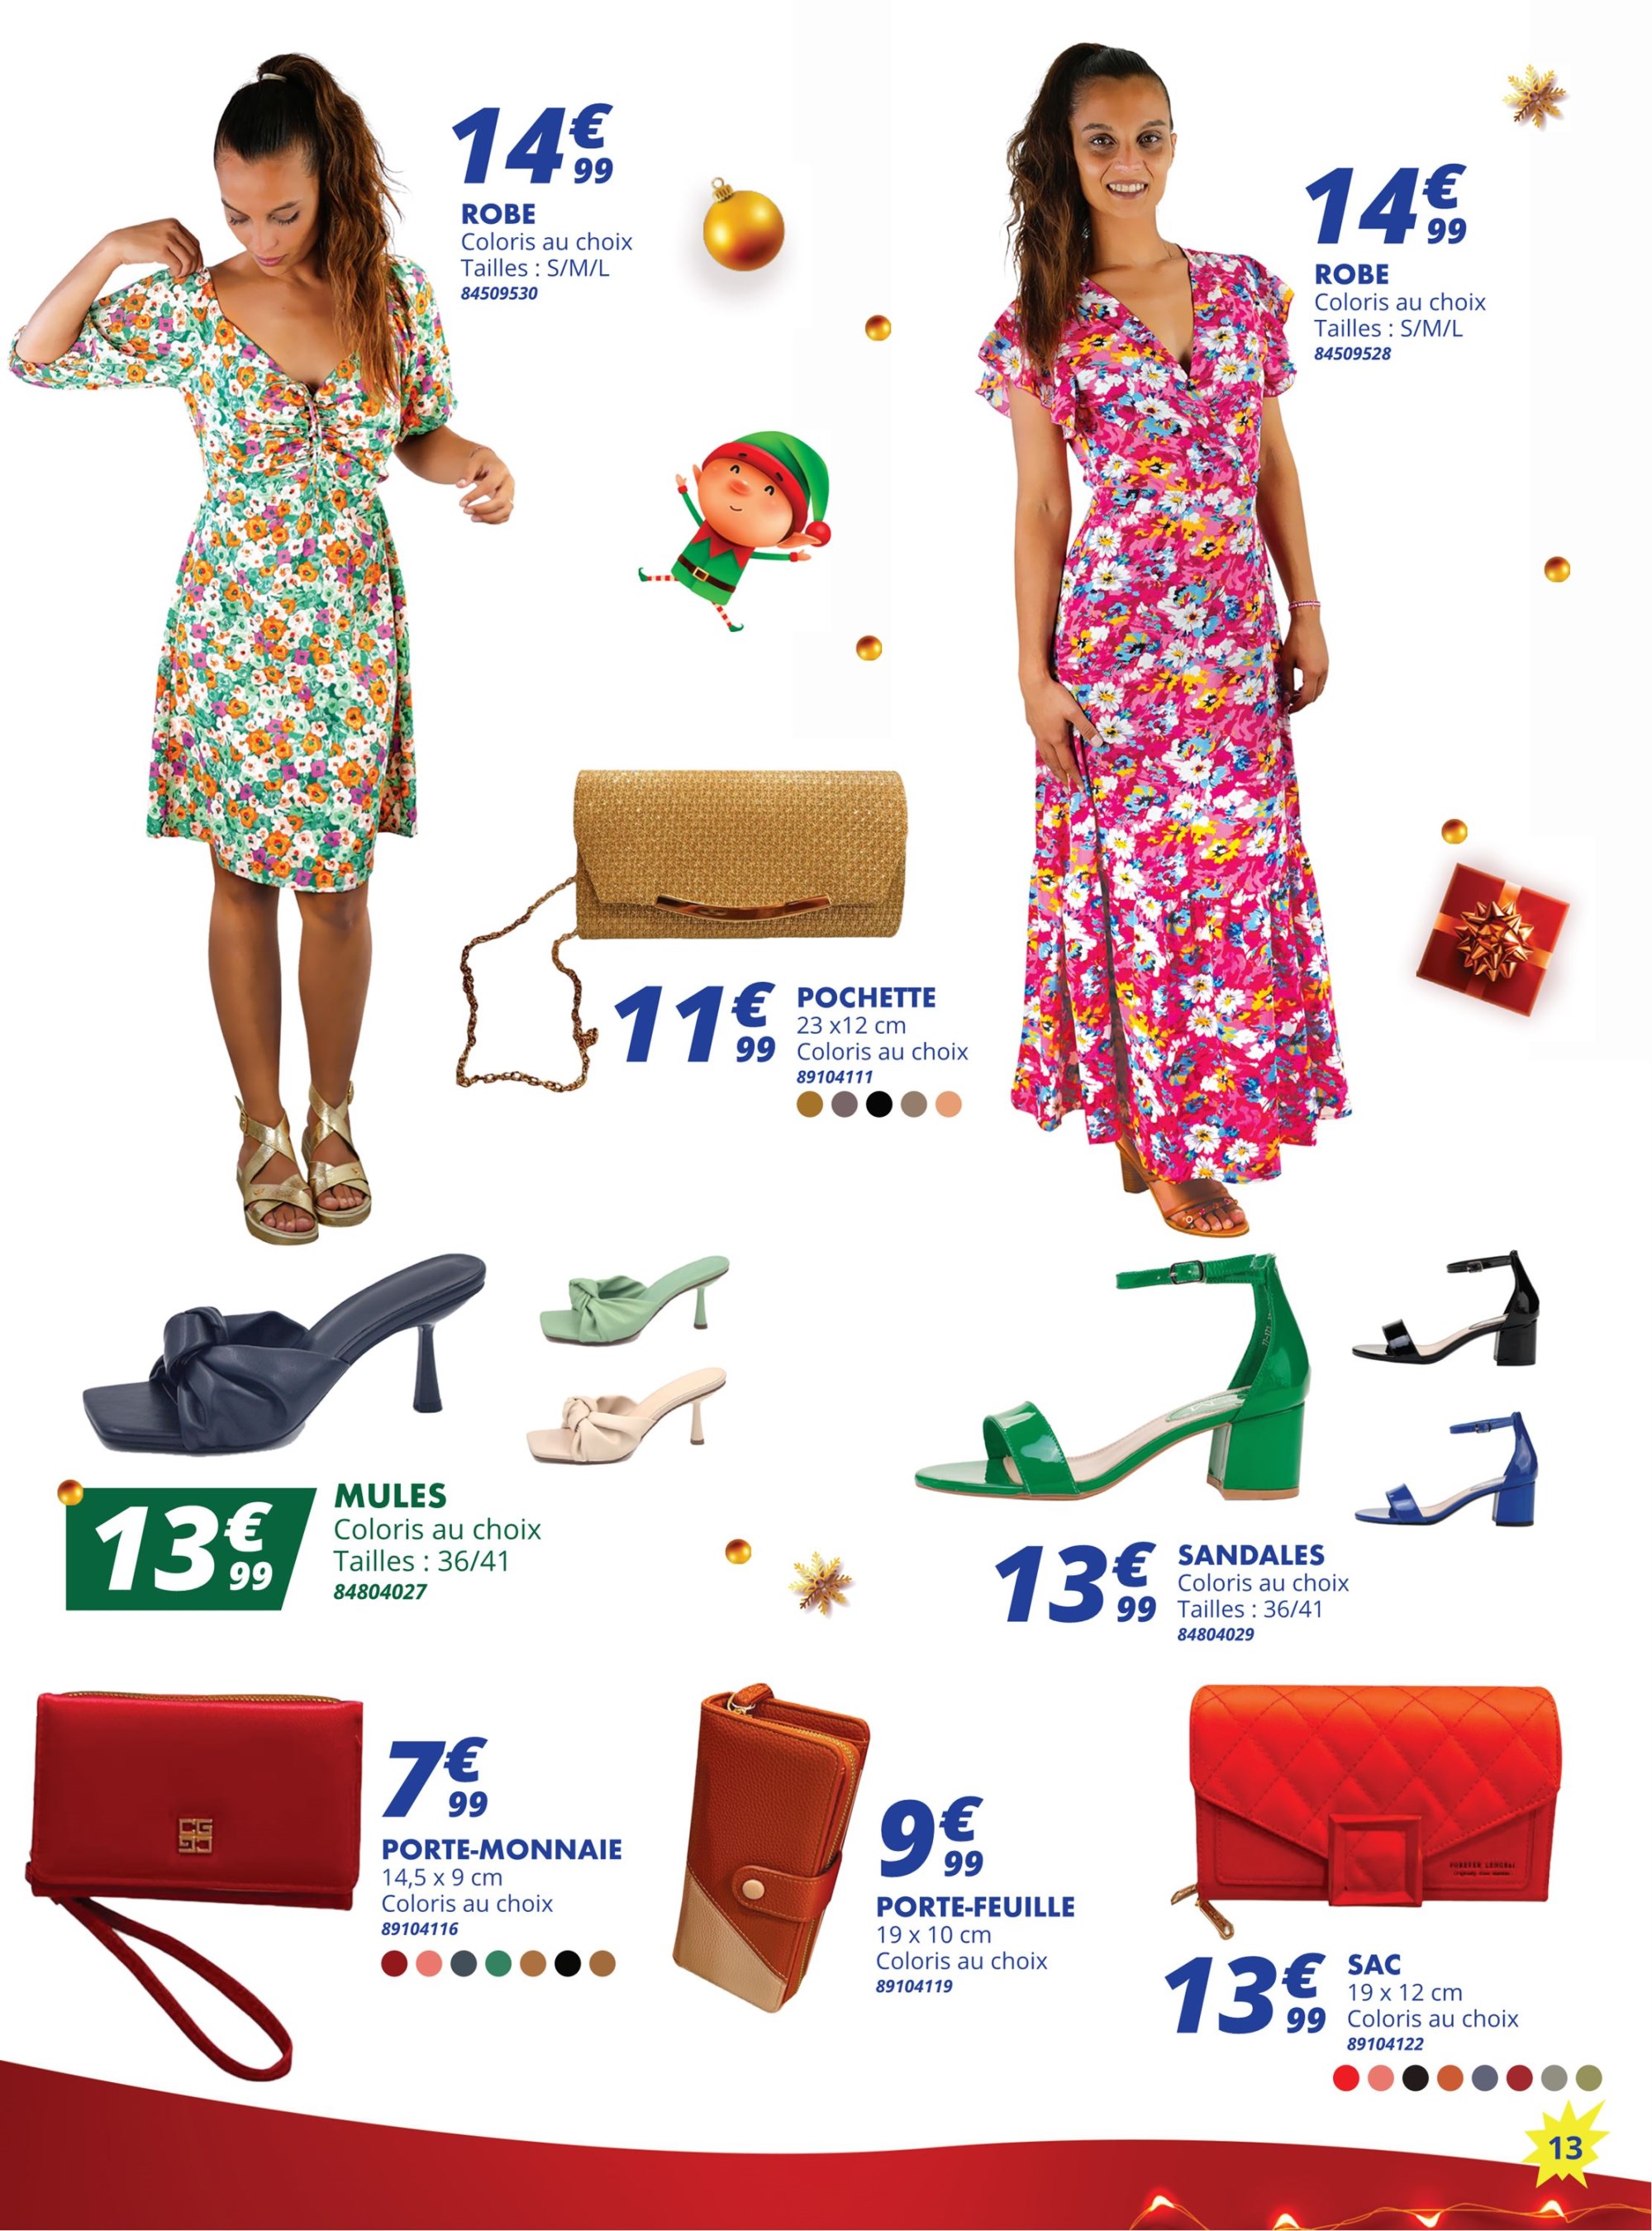 14€99
ROBE
Coloris au choix
Tailles : S/M/L
84509530
14€99
ROBE
Coloris au choix
Tailles : S/M/L
84509528
11€99
POCHETTE
23 x12 cm
Coloris au choix
89104111
13€99
MULES
Coloris au choix
Tailles : 36/41
84804027
13€99
SANDALES
Coloris au choix
Tailles : 36/41
84804029
7€99
PORTE-MONNAIE
14,5 x 9 cm
Coloris au choix
89104116
9€99
PORTE-FEUILLE
19 x 10 cm
Coloris au choix
89104119
13€99
SAC
19 x 12 cm
Coloris au choix
89104122
13